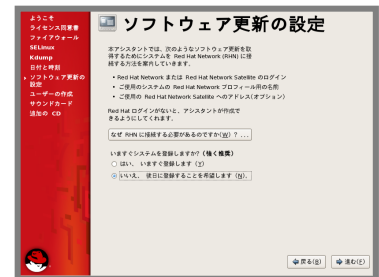 ようこそ
ライセンス同意書
ファイアウォール
SELinux
Kdump
日付と時刻
ソフトウェア更新の
設定
ユーザーの作成
サウンドカード
追加の CD
ソフトウェア更新の設定
本アシスタントでは、次のようなソフトウェア更新を取
得するためにシステムを Red Hat Network (RHN) に接
続する方法を案内していきます。
• Red Hat Network または Red Hat Network Satellite のログイン
• ご使用のシステムの Red Hat Network プロフィール用の名前
• ご使用の Red Hat Network Satellite へのアドレス(オプション)
Red Hat ログインがないと、アシスタントが作成で
きるようにしてくれます。
なぜ RHN に接続する必要があるのですか(W) ? ...
いますぐシステムを登録しますか? (強く推奨)
はい、 いますぐ登録します (Y)
いいえ、 後日に登録することを希望します (N)。
戻る(B)
進む(F)